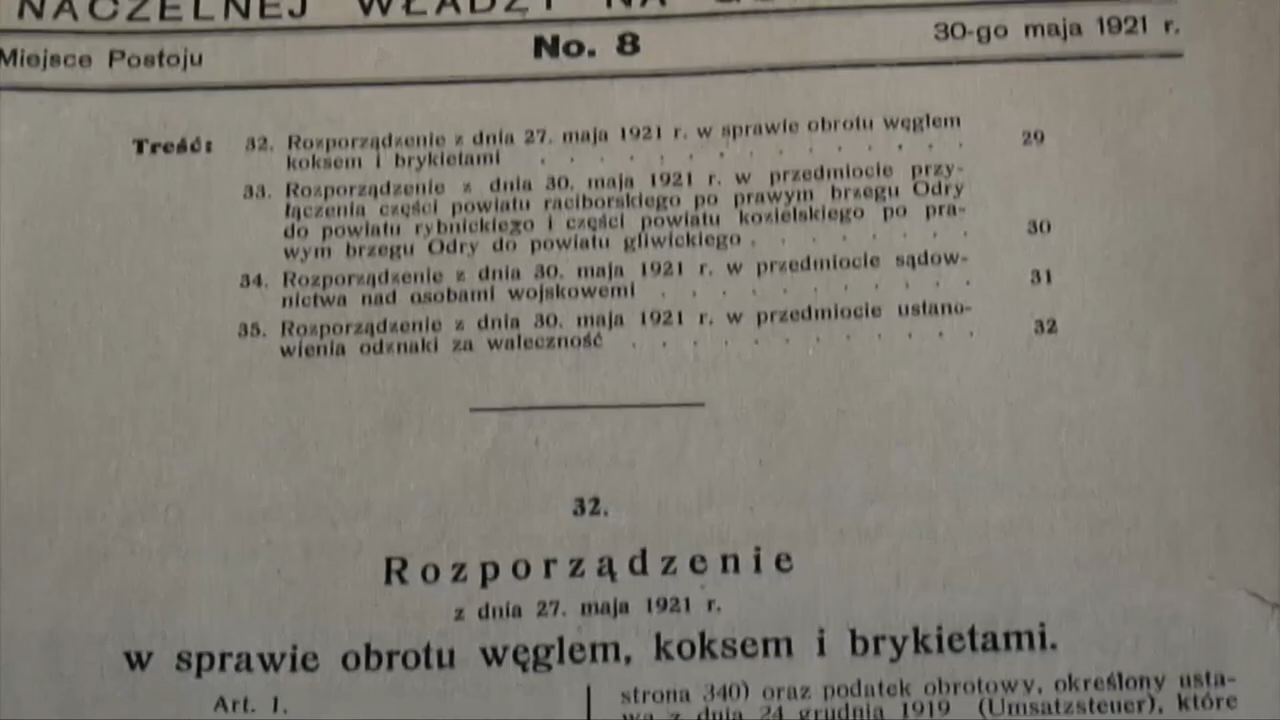 NACZELNEJ WŁADZY NA
Miejsce Postoju
No. 8
30-go maja 1921 r.
Treść: 32. Rozporządzenie z dnia 27. maja 1921 r. w sprawie obrotu węglem
koksem i brykietami . . . . . . . . . . . . . 29
33. Rozporządzenie z dnia 30. maja 1921 r. w przedmiocie przy-
łączenia części powiatu raciborskiego po prawym brzegu Odry
do powiatu rybnickiego i części powiatu kozielskiego po pra-
wym brzegu Odry do powiatu gliwickiego . . . . . . . . 30
34. Rozporządzenie z dnia 30. maja 1921 r. w przedmiocie sądow-
nictwa nad osobami wojskowemi . . . . . . . . . . 31
35. Rozporządzenie z dnia 30. maja 1921 r. w przedmiocie ustano-
wienia odznaki za waleczność . . . . . . . . . . . 32
32.
Rozporządzenie
z dnia 27. maja 1921 r.
w sprawie obrotu węglem, koksem i brykietami.
Art. 1.
strona 340) oraz podatek obrotowy, określony usta-
wą z dnia 24 grudnia 1919 (Umsatzsteuer), które